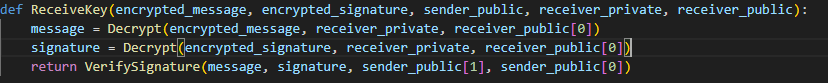 def ReceiveKey(encrypted_message, encrypted_signature, sender_public, receiver_private, receiver_public):
    message = Decrypt(encrypted_message, receiver_private, receiver_public[0])
    signature = Decrypt(encrypted_signature, receiver_private, receiver_public[0])
    return VerifySignature(message, signature, sender_public[1], sender_public[0])